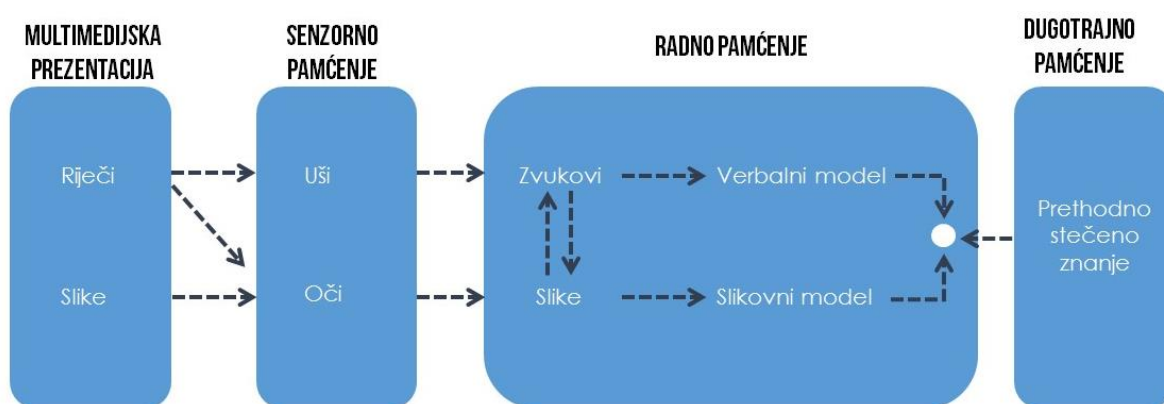 MULTIMEDIJSKA
PREZENTACIJA
SENZORNO
PAMĆENJE
RADNO PAMĆENJE
DUGOTRAJNO
PAMĆENJE
Riječi
Uši
Zvukovi
Verbalni model
Prethodno
stečeno
znanje
Slike
Oči
Slike
Slikovni model